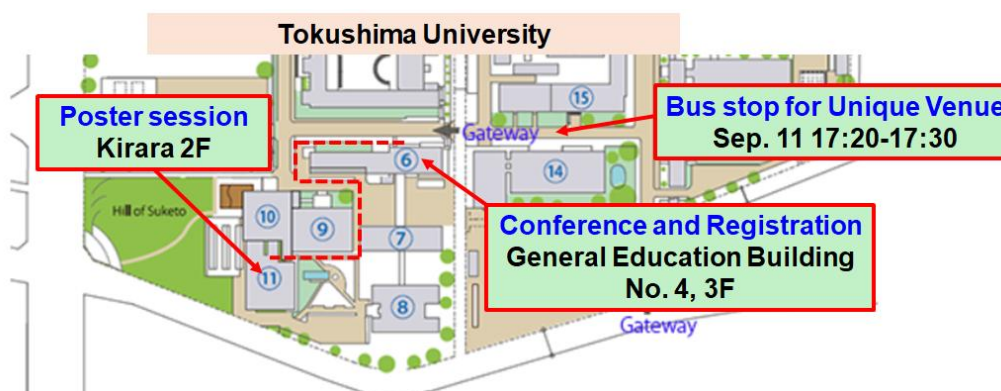 Tokushima University
Poster session
Kirara 2F
Bus stop for Unique Venue
Sep. 11 17:20-17:30
Gateway
Conference and Registration
General Education Building
No. 4, 3F
Hill of Suketo
Gateway
15
6
14
10
9
7
11
8